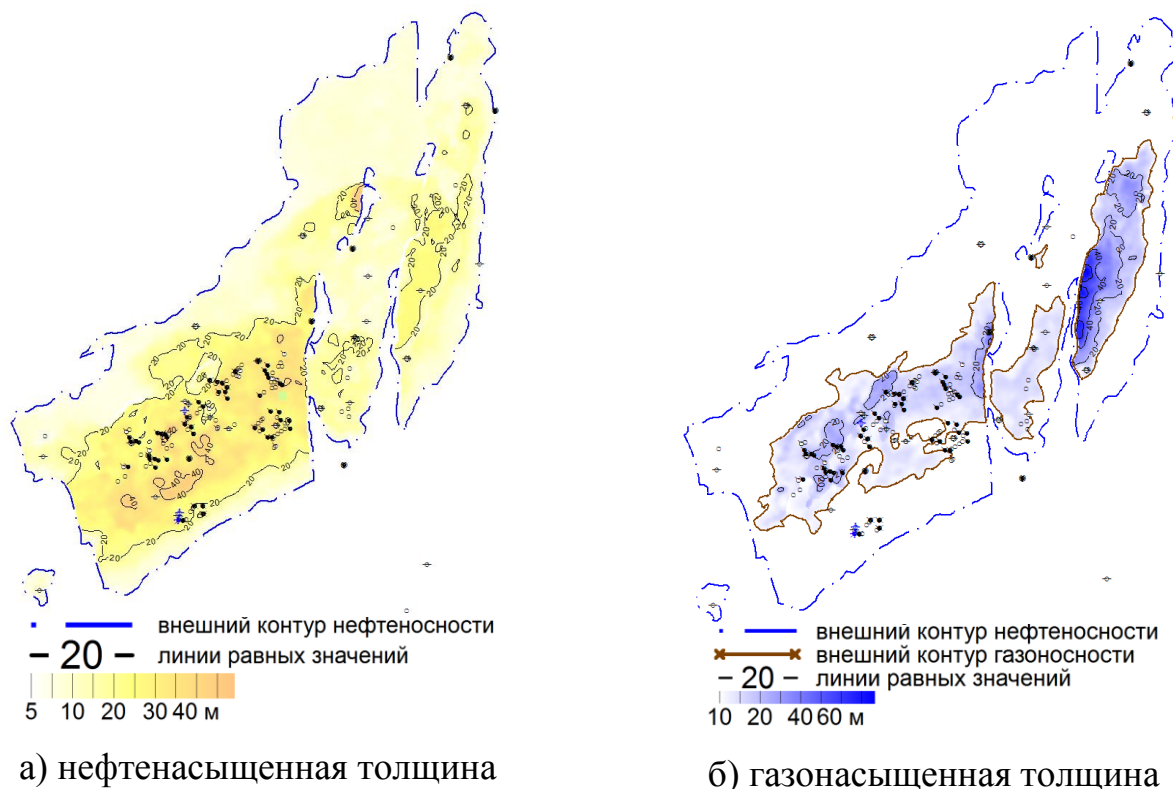 внешний контур нефтеносности
20 линии равных значений
5 10 20 30 40 м
а) нефтенасыщенная толщина
внешний контур нефтеносности
внешний контур газоносности
20 линии равных значений
10 20 40 60 м
б) газонасыщенная толщина